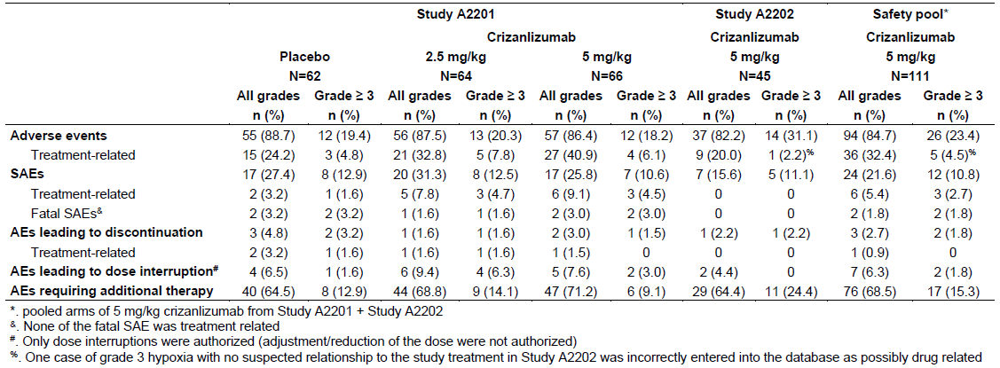 Study A2201 Study A2202 Safety pool*
Crizanlizumab Crizanlizumab Crizanlizumab
Placebo 2.5 mg/kg 5 mg/kg 5 mg/kg 5 mg/kg
N=62 N=64 N=66 N=45 N=111
All grades Grade ≥ 3 All grades Grade ≥ 3 All grades Grade ≥ 3 All grades Grade ≥ 3 All grades Grade ≥ 3
n (%) n (%) n (%) n (%) n (%) n (%) n (%) n (%) n (%) n (%)
Adverse events 55 (88.7) 12 (19.4) 56 (87.5) 13 (20.3) 57 (86.4) 12 (18.2) 37 (82.2) 14 (31.1) 94 (84.7) 26 (23.4)
Treatment-related 15 (24.2) 3 (4.8) 21 (32.8) 5 (7.8) 27 (40.9) 4 (6.1) 9 (20.0) 1 (2.2)% 36 (32.4) 5 (4.5)%
SAEs 17 (27.4) 8 (12.9) 20 (31.3) 8 (12.5) 17 (25.8) 7 (10.6) 7 (15.6) 5 (11.1) 24 (21.6) 12 (10.8)
Treatment-related 2 (3.2) 1 (1.6) 5 (7.8) 3 (4.7) 6 (9.1) 3 (4.5) 0 0 6 (5.4) 3 (2.7)
Fatal SAEs& 2 (3.2) 2 (3.2) 1 (1.6) 1 (1.6) 2 (3.0) 2 (3.0) 0 0 2 (1.8) 2 (1.8)
AEs leading to discontinuation 3 (4.8) 2 (3.2) 1 (1.6) 1 (1.6) 2 (3.0) 1 (1.5) 1 (2.2) 1 (2.2) 3 (2.7) 2 (1.8)
Treatment-related 2 (3.2) 1 (1.6) 1 (1.6) 1 (1.6) 1 (1.5) 0 0 0 1 (0.9) 0
AEs leading to dose interruption# 4 (6.5) 1 (1.6) 6 (9.4) 4 (6.3) 5 (7.6) 2 (3.0) 2 (4.4) 0 7 (6.3) 2 (1.8)
AEs requiring additional therapy 40 (64.5) 8 (12.9) 44 (68.8) 9 (14.1) 47 (71.2) 6 (9.1) 29 (64.4) 11 (24.4) 76 (68.5) 17 (15.3)
*. pooled arms of 5 mg/kg crizanlizumab from Study A2201 + Study A2202
&. None of the fatal SAE was treatment related
#. Only dose interruptions were authorized (adjustment/reduction of the dose were not authorized)
%. One case of grade 3 hypoxia with no suspected relationship to the study treatment in Study A2202 was incorrectly entered into the database as possibly drug related